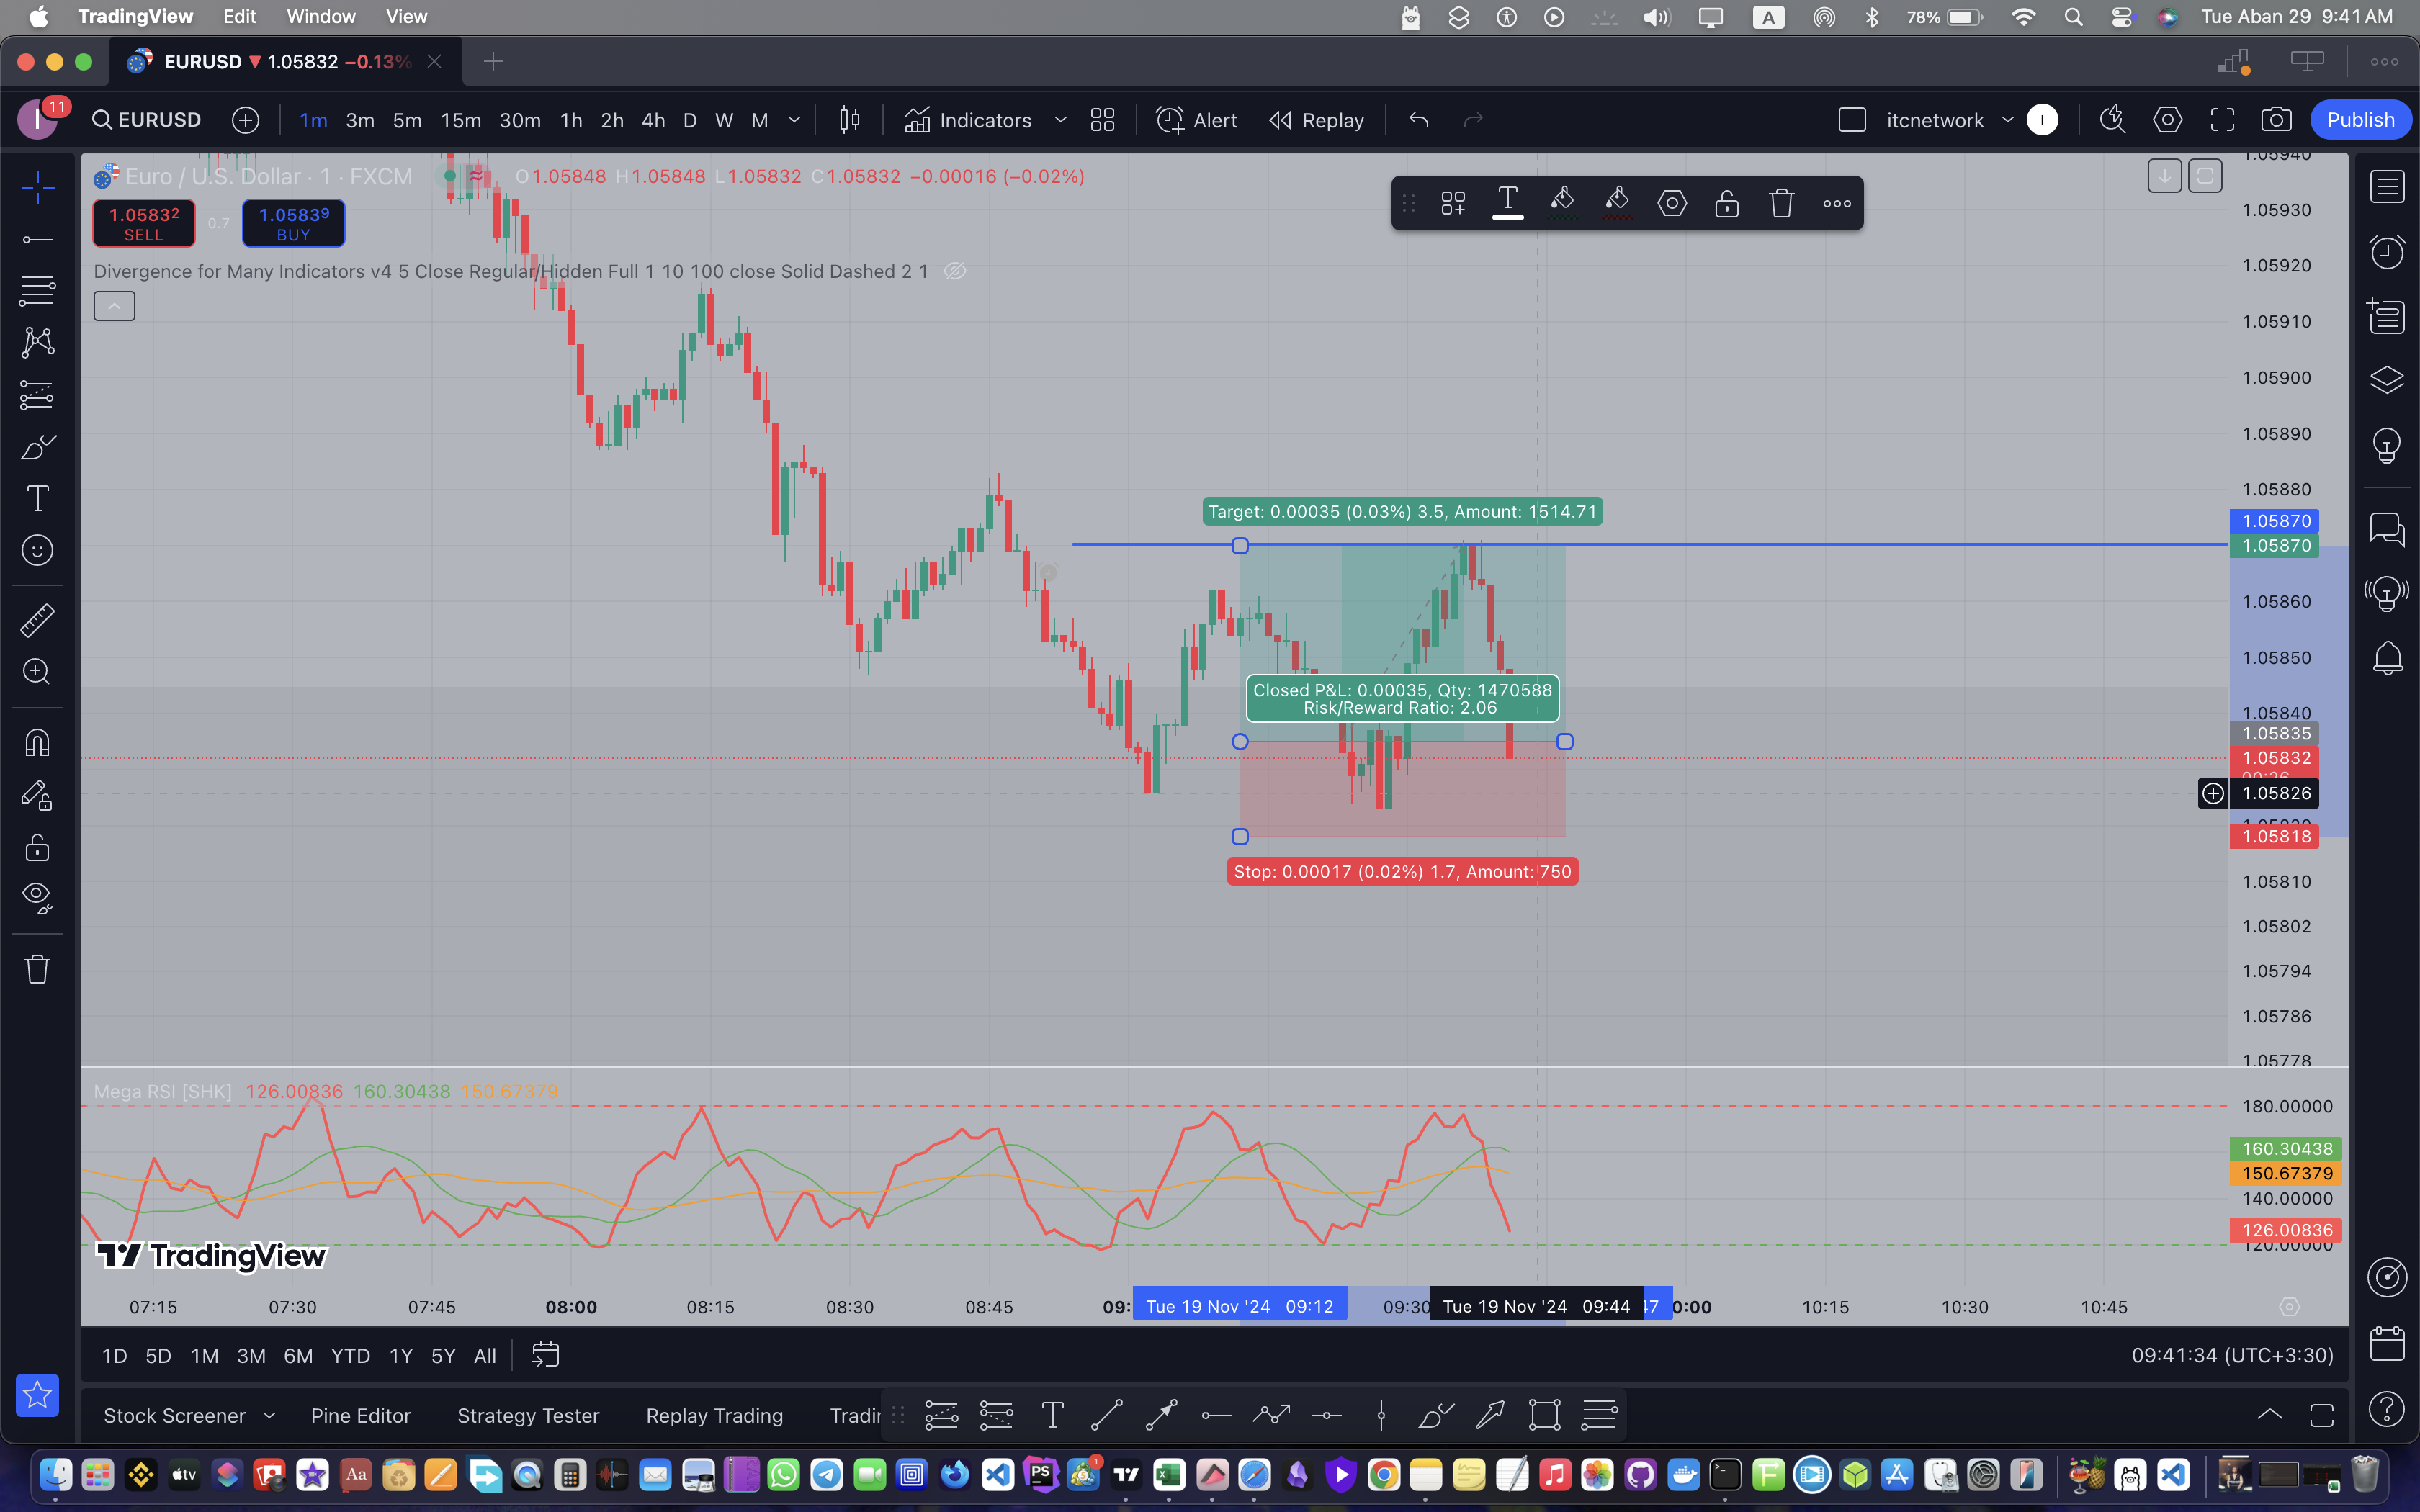 TradingView Edit Window View 78% Tue Aban 29 9:41 AM
EURUSD 1.05832 −0.13%
11
I EURUSD 1m 3m 5m 15m 30m 1h 2h 4h D W M Indicators Alert Replay itcnetwork I Publish
Euro / U.S. Dollar · 1 · FXCM O1.05848 H1.05848 L1.05832 C1.05832 −0.00016 (−0.02%)
1.05832 SELL 0.7 1.05839 BUY
Divergence for Many Indicators v4 5 Close Regular/Hidden Full 1 10 100 close Solid Dashed 2 1
1.05940
1.05930
1.05920
1.05910
1.05900
1.05890
1.05880
Target: 0.00035 (0.03%) 3.5, Amount: 1514.71
1.05870
1.05870
1.05860
1.05850
Closed P&L: 0.00035, Qty: 1470588
Risk/Reward Ratio: 2.06
1.05840
1.05835
1.05832
1.05826
1.05818
Stop: 0.00017 (0.02%) 1.7, Amount: 750
1.05810
1.05802
1.05794
1.05786
1.05778
Mega RSI [SHK] 126.00836 160.30438 150.67379
180.00000
160.30438
150.67379
140.00000
126.00836
120.00000
TradingView
07:15 07:30 07:45 08:00 08:15 08:30 08:45 09: Tue 19 Nov '24 09:12 09:30 Tue 19 Nov '24 09:44 47 0:00 10:15 10:30 10:45
1D 5D 1M 3M 6M YTD 1Y 5Y All 09:41:34 (UTC+3:30)
Stock Screener Pine Editor Strategy Tester Replay Trading Tradin